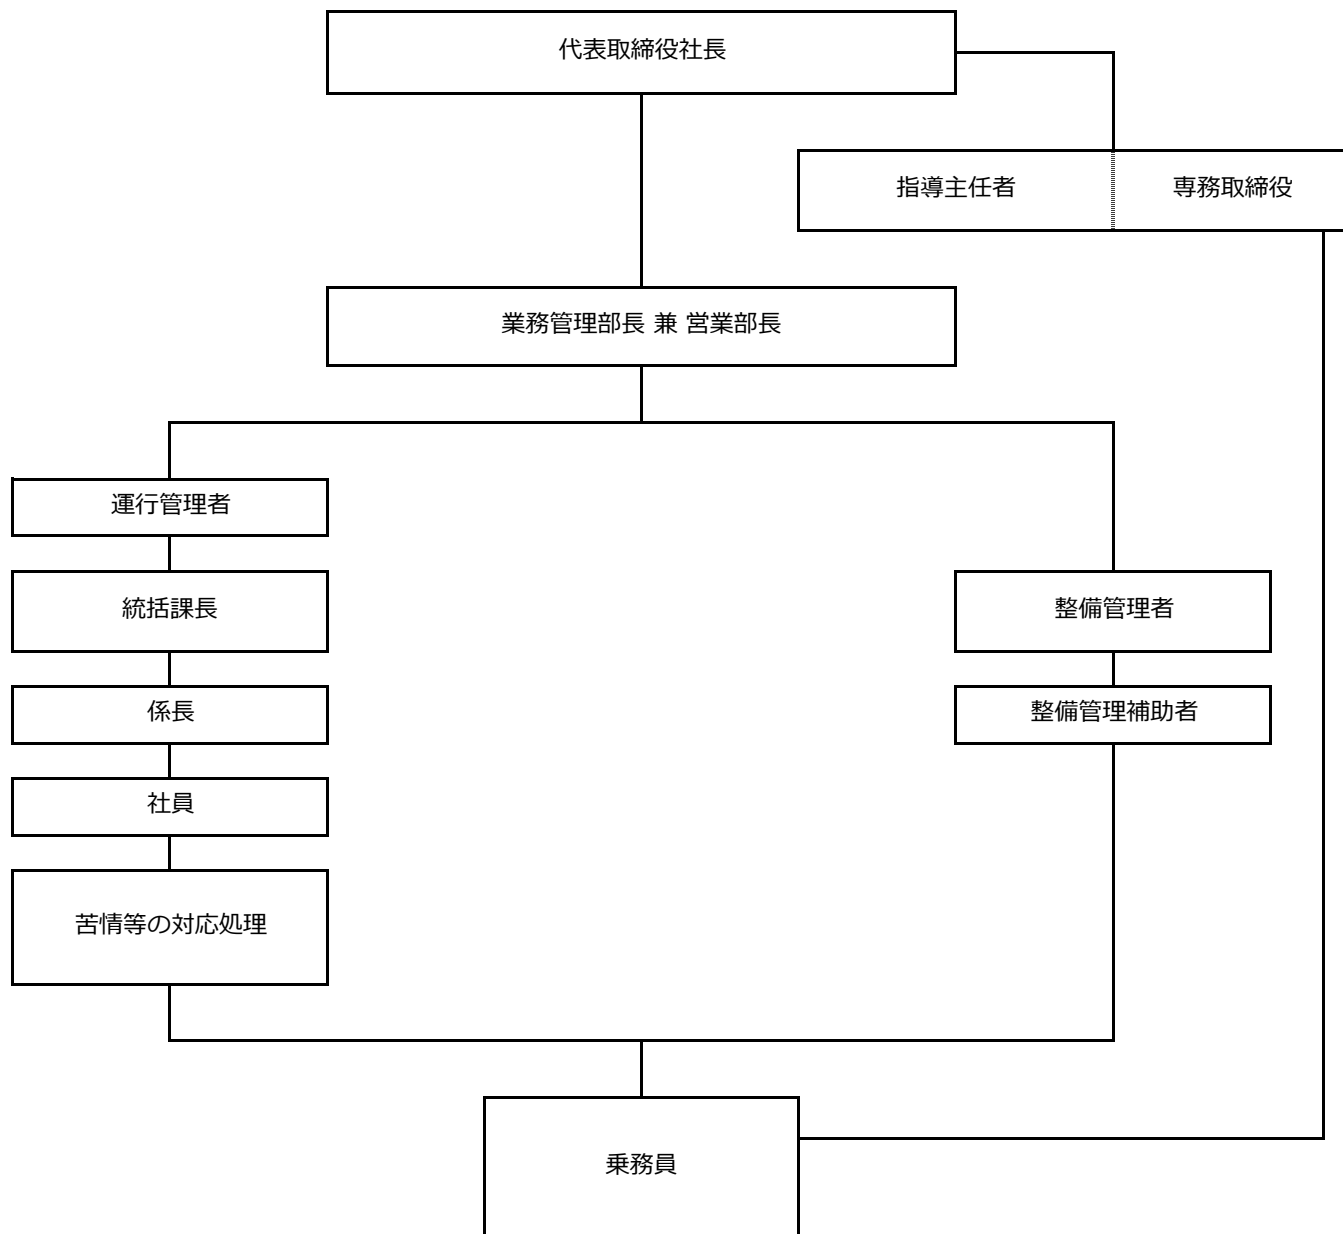 代表取締役社長
指導主任者
専務取締役
業務管理部長 兼 営業部長
運行管理者
統括課長
整備管理者
係長
整備管理補助者
社員
苦情等の対応処理
乗務員